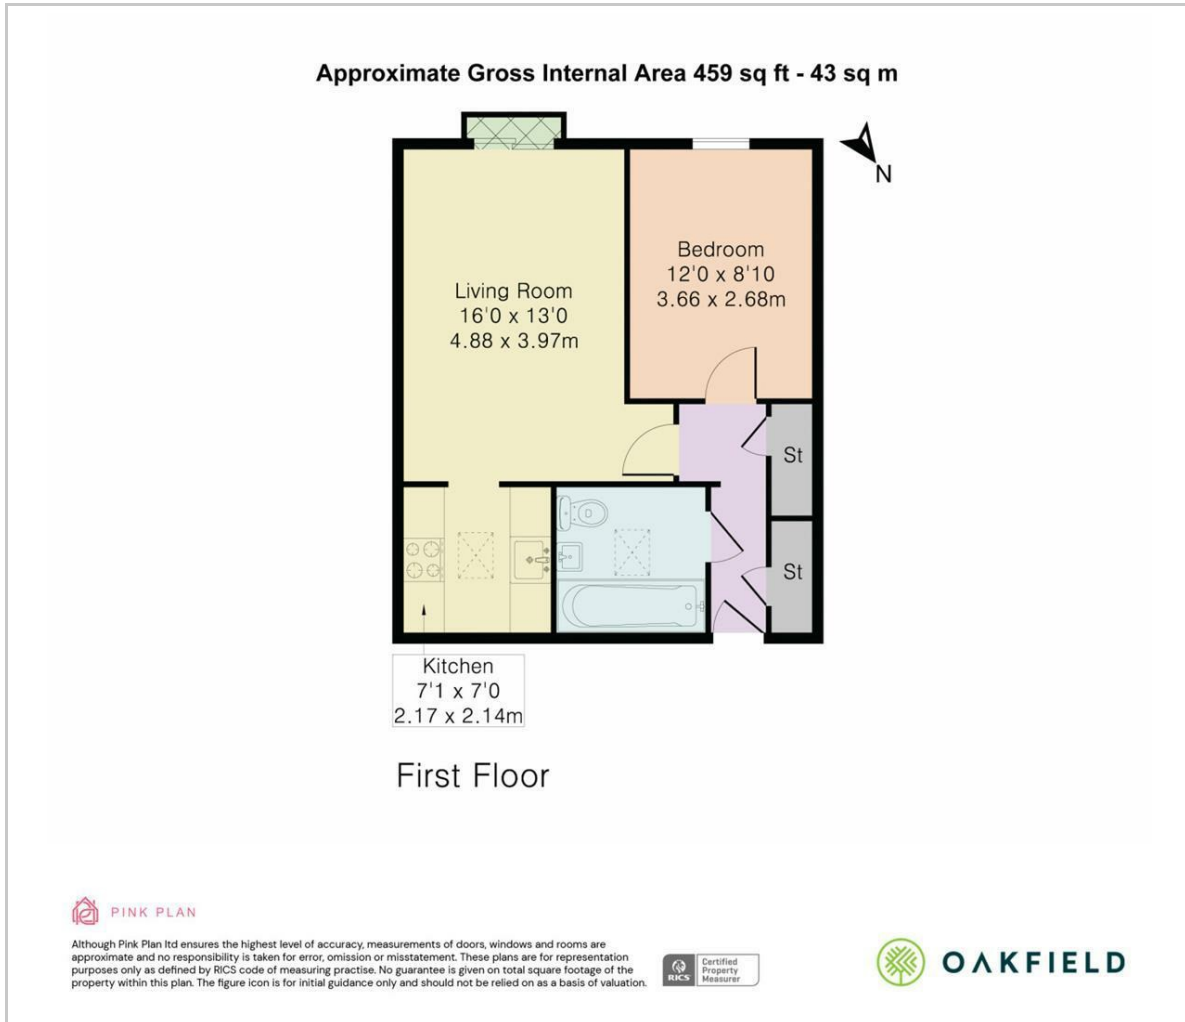 Approximate Gross Internal Area 459 sq ft - 43 sq m
N
Bedroom
12'0 x 8'10
3.66 x 2.68m
Living Room
16'0 x 13'0
4.88 x 3.97m
St
St
Kitchen
7'1 x 7'0
2.17 x 2.14m
First Floor
PINK PLAN
Although Pink Plan ltd ensures the highest level of accuracy, measurements of doors, windows and rooms are
approximate and no responsibility is taken for error, omission or misstatement. These plans are for representation
purposes only as defined by RICS code of measuring practise. No guarantee is given on total square footage of the
property within this plan. The figure icon is for initial guidance only and should not be relied on as a basis of valuation.
RICS
Certified
Property
Measurer
OAKFIELD